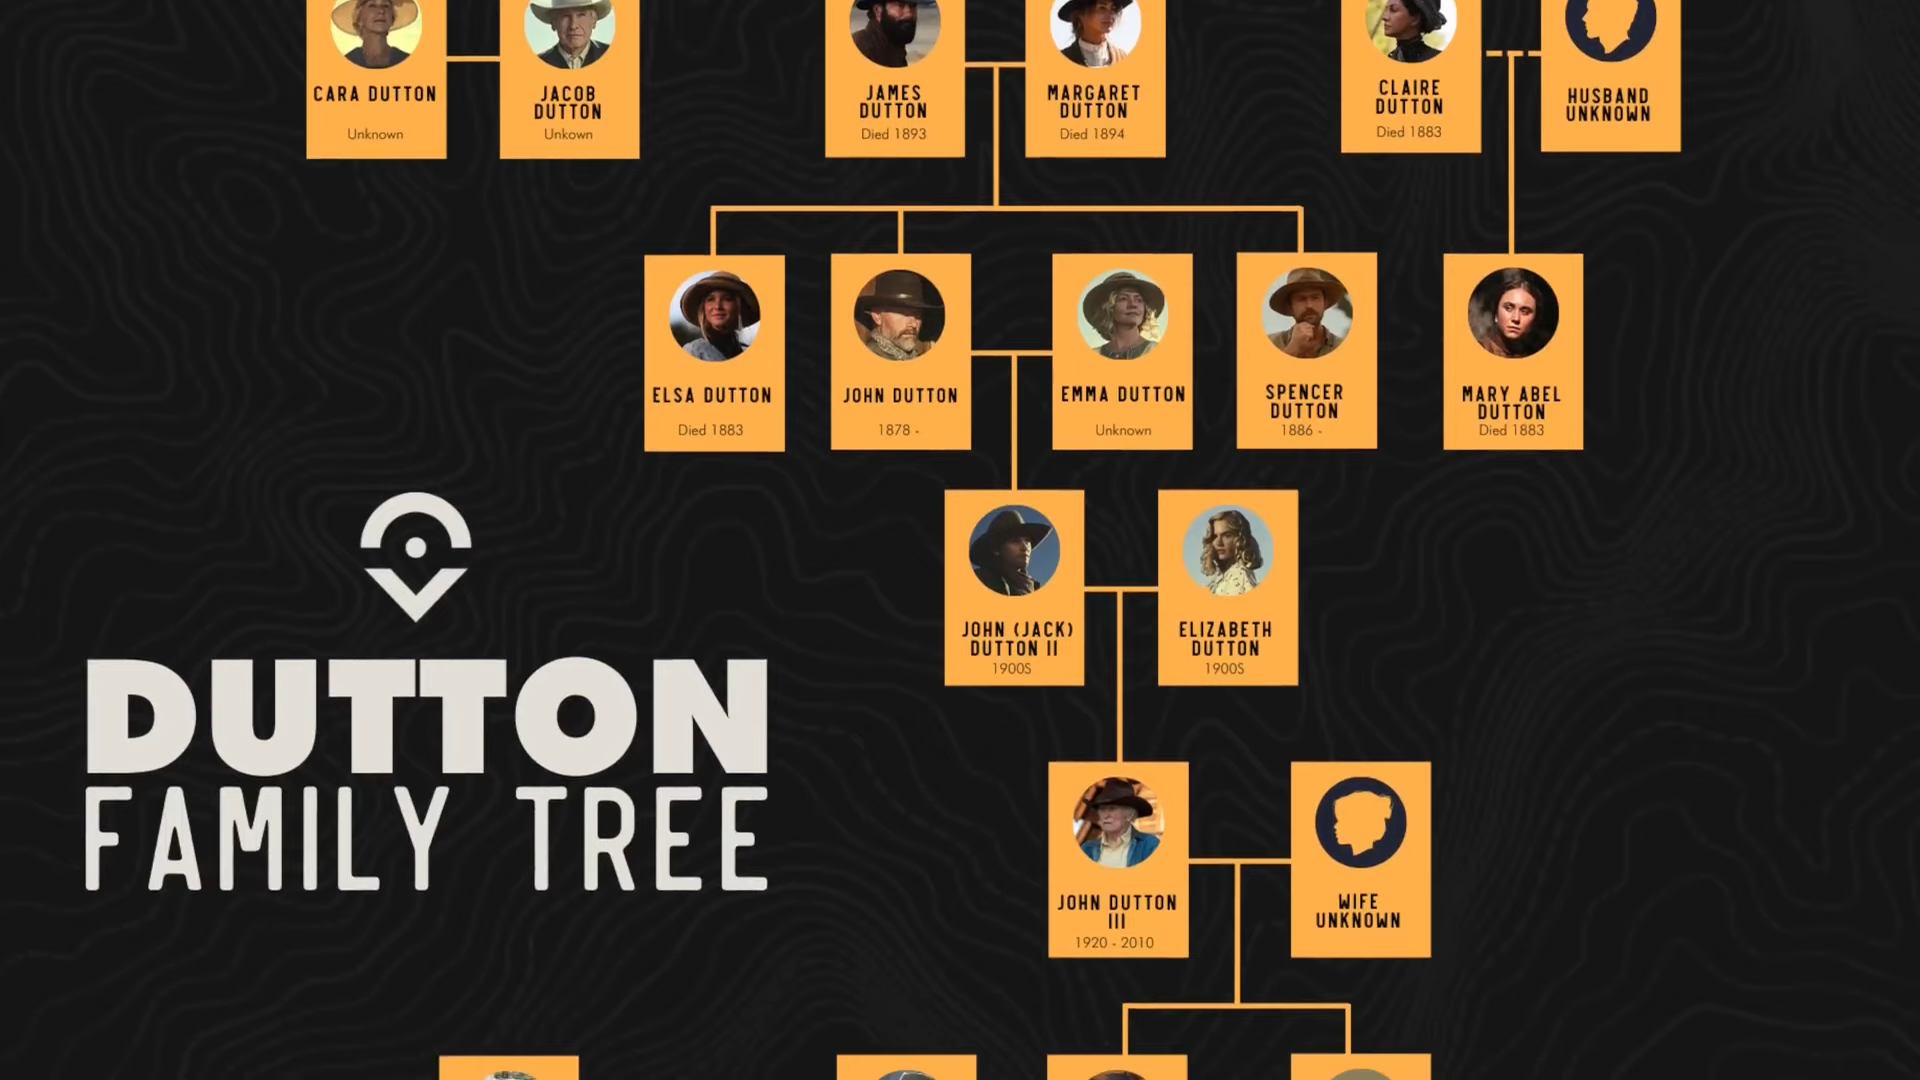 CARA DUTTON
Unknown
JACOB
DUTTON
Unkown
JAMES
DUTTON
Died 1893
MARGARET
DUTTON
Died 1894
CLAIRE
DUTTON
Died 1883
HUSBAND
UNKNOWN
ELSA DUTTON
Died 1883
JOHN DUTTON
1878 -
EMMA DUTTON
Unknown
SPENCER
DUTTON
1886 -
MARY ABEL
DUTTON
Died 1883
JOHN (JACK)
DUTTON II
1900S
ELIZABETH
DUTTON
1900S
DUTTON
FAMILY TREE
JOHN DUTTON
III
1920 - 2010
WIFE
UNKNOWN